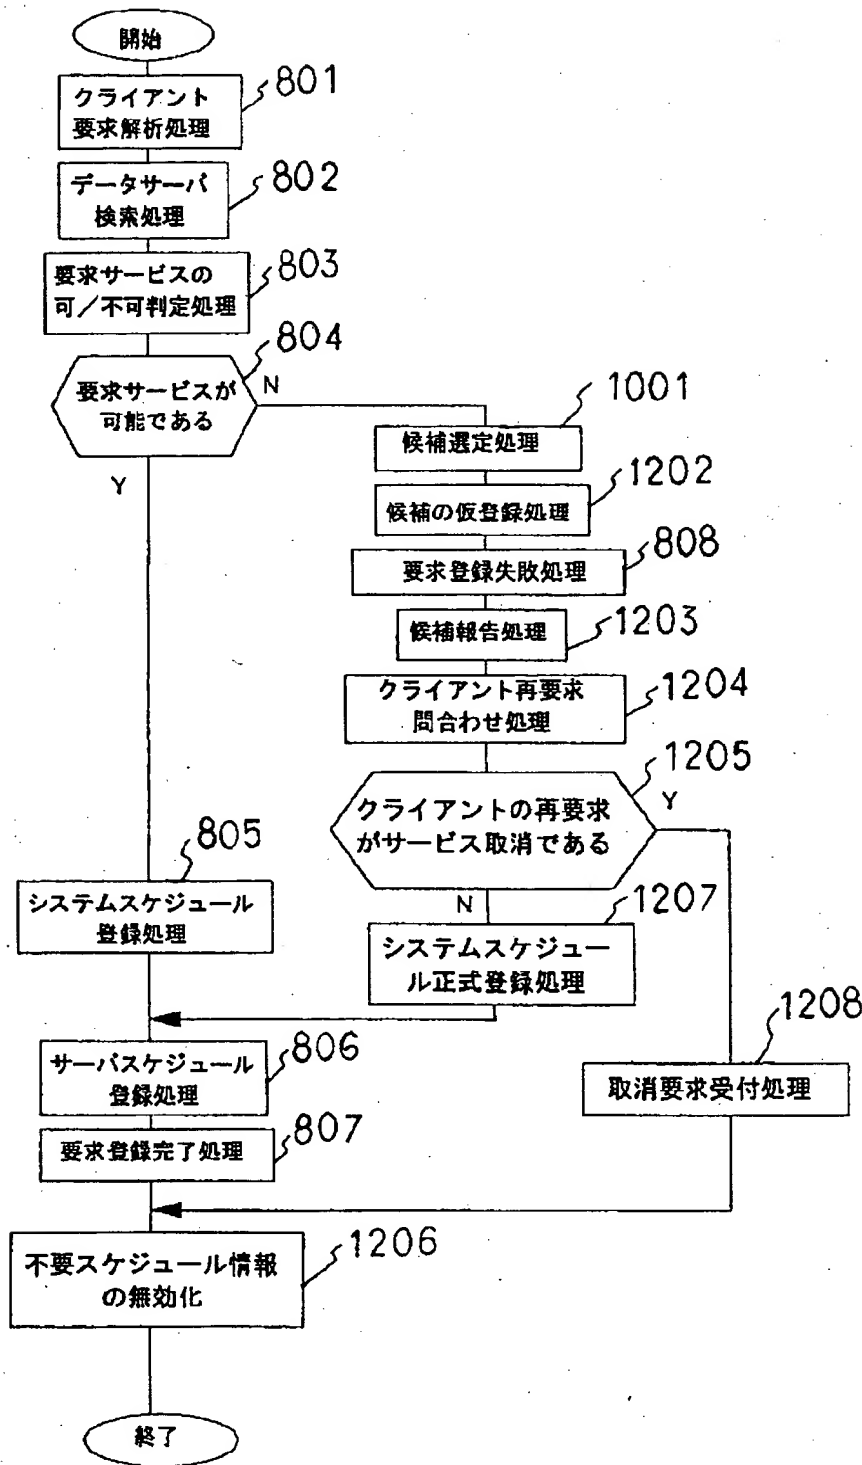 開始
クライアント
要求解析処理
801
データサーバ
検索処理
802
要求サービスの
可／不可判定処理
803
要求サービスが
可能である
804
N
Y
候補選定処理
1001
候補の仮登録処理
1202
要求登録失敗処理
808
候補報告処理
1203
クライアント再要求
問合わせ処理
1204
クライアントの再要求
がサービス取消である
1205
Y
N
システムスケジュール
登録処理
805
システムスケジュー
ル正式登録処理
1207
サーバスケジュール
登録処理
806
取消要求受付処理
1208
要求登録完了処理
807
不要スケジュール情報
の無効化
1206
終了